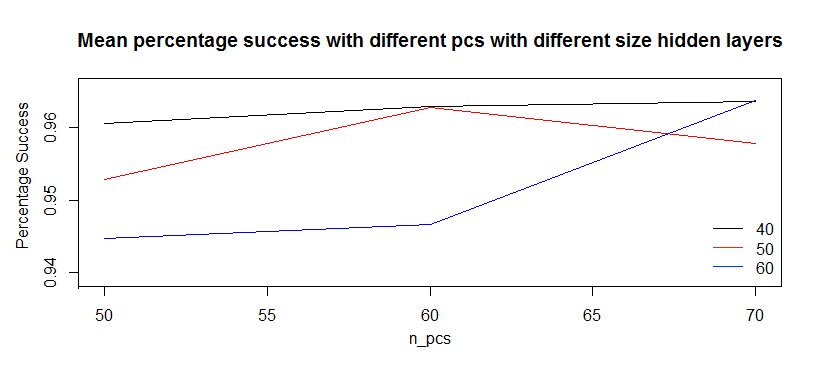 Mean percentage success with different pcs with different size hidden layers
Percentage Success
0.96
0.95
0.94
40
50
60
50 55 60 65 70
n_pcs